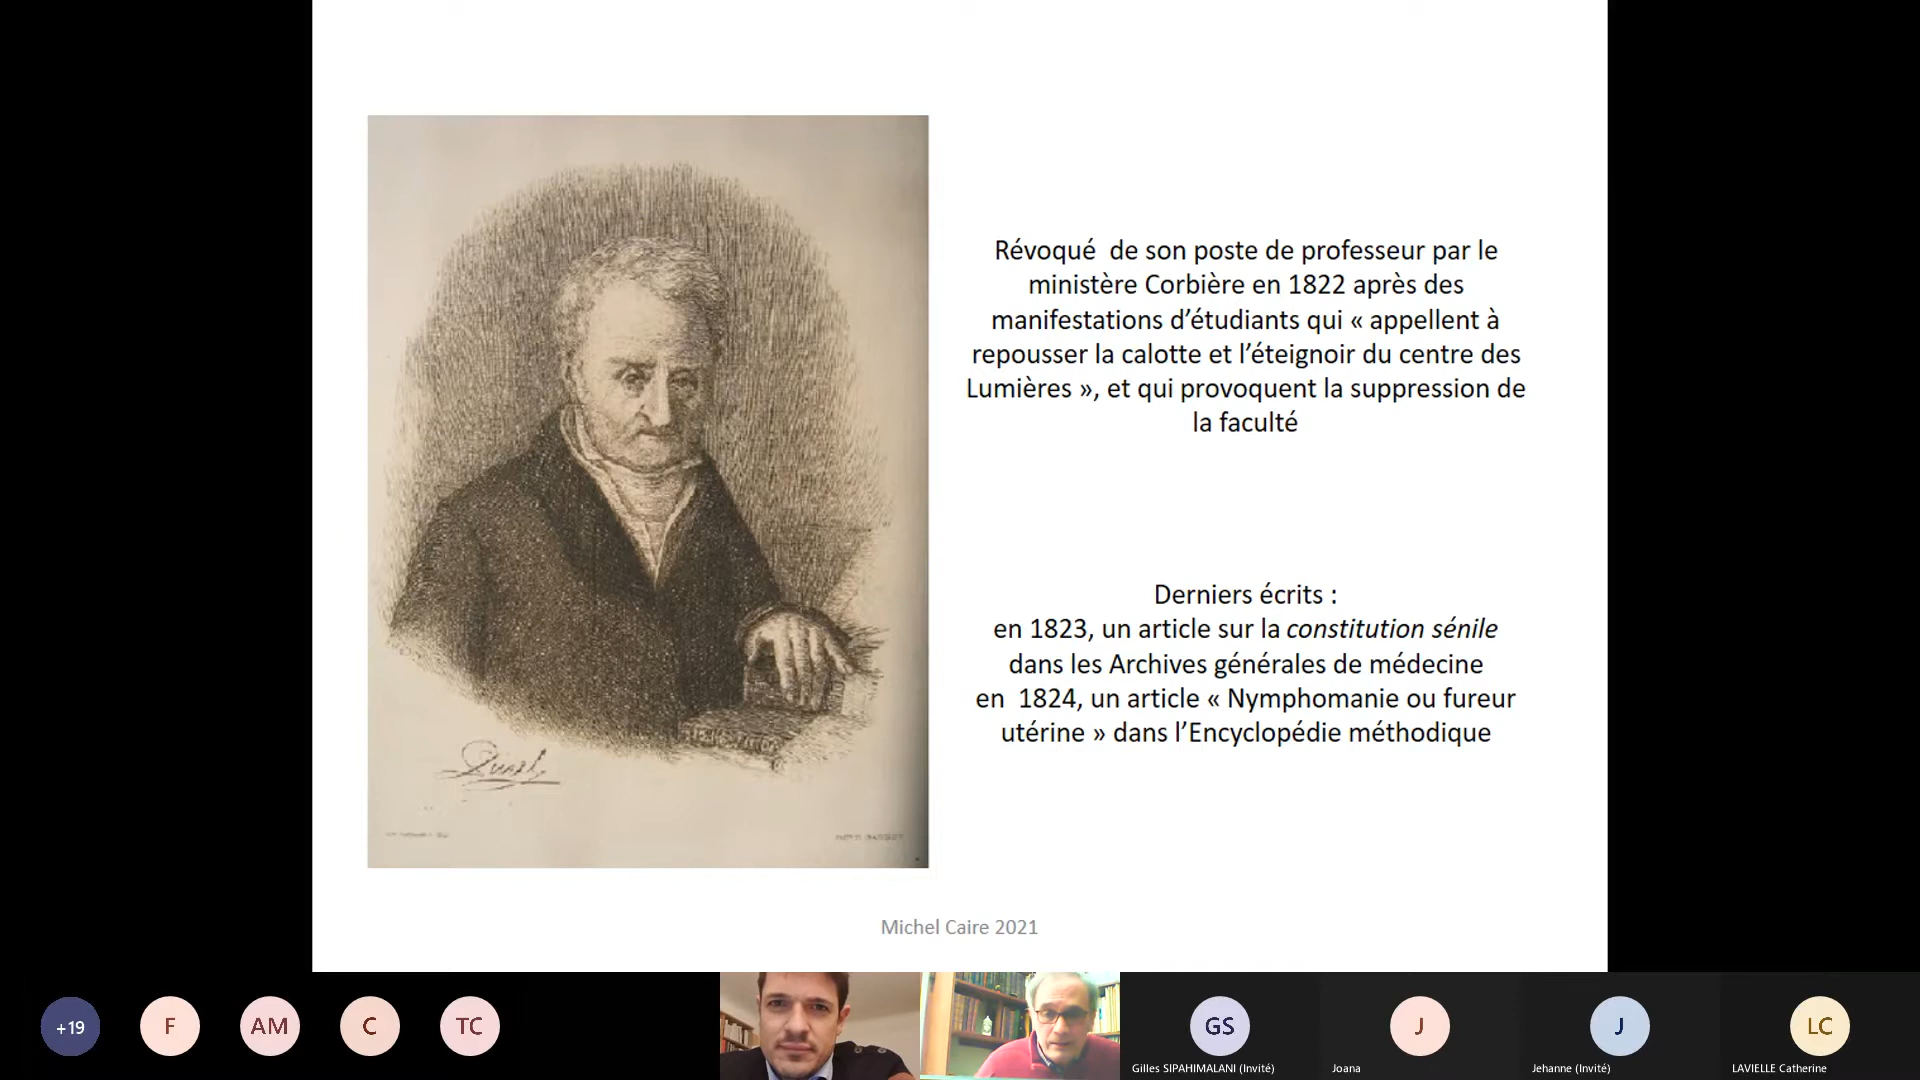 Révoqué  de son poste de professeur par le
ministère Corbière en 1822 après des
manifestations d’étudiants qui « appellent à
repousser la calotte et l’éteignoir du centre des
Lumières », et qui provoquent la suppression de
la faculté
Derniers écrits :
en 1823, un article sur la constitution sénile
dans les Archives générales de médecine
en  1824, un article « Nymphomanie ou fureur
utérine » dans l’Encyclopédie méthodique
Michel Caire 2021
+19
F
AM
C
TC
GS
J
J
LC
Gilles SIPAHIMALANI (Invité)
Joana
Jehanne (Invité)
LAVIELLE Catherine